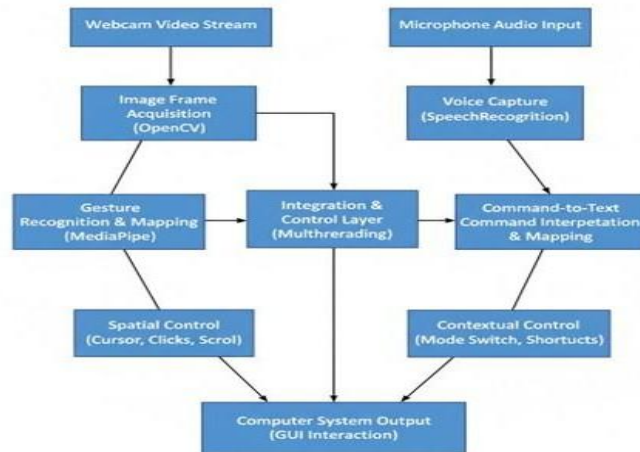 Webcam Video Stream
Microphone Audio Input
Image Frame
Acquisition
(OpenCV)
Voice Capture
(SpeechRecogrition)
Gesture
Recognition & Mapping
(MediaPipe)
Integration &
Control Layer
(Multhrerading)
Command-to-Text
Command Interpetation
& Mapping
Spatial Control
(Cursor, Clicks, Scrol)
Contextual Control
(Mode Switch, Shortucts)
Computer System Output
(GUI Interaction)